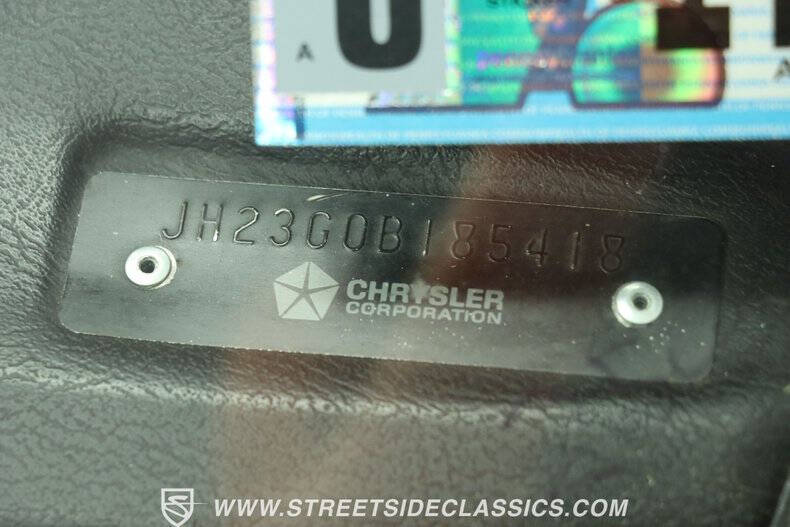 A U
JH23G0B185418
CHRYSLER
CORPORATION
WWW.STREETSIDECLASSICS.COM